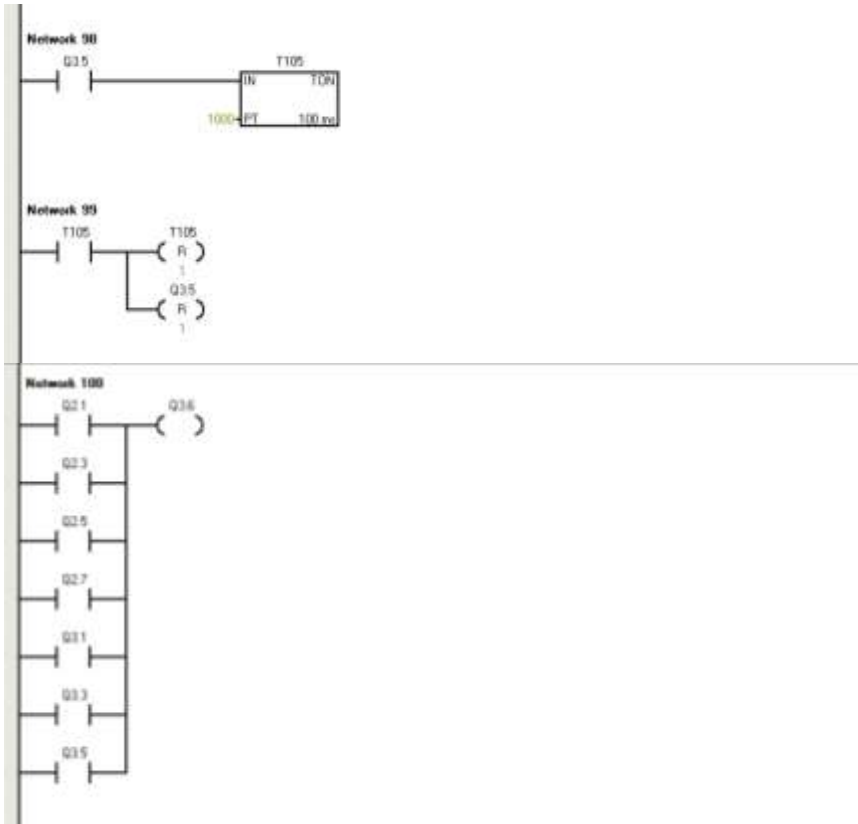 Network 98
Q3.5
T105
IN TON
1000 PT 100 ms
Network 99
T105 T105
R
1
Q3.5
R
1
Network 100
Q2.1 Q3.6
Q2.3
Q2.5
Q2.7
Q3.1
Q3.3
Q3.5